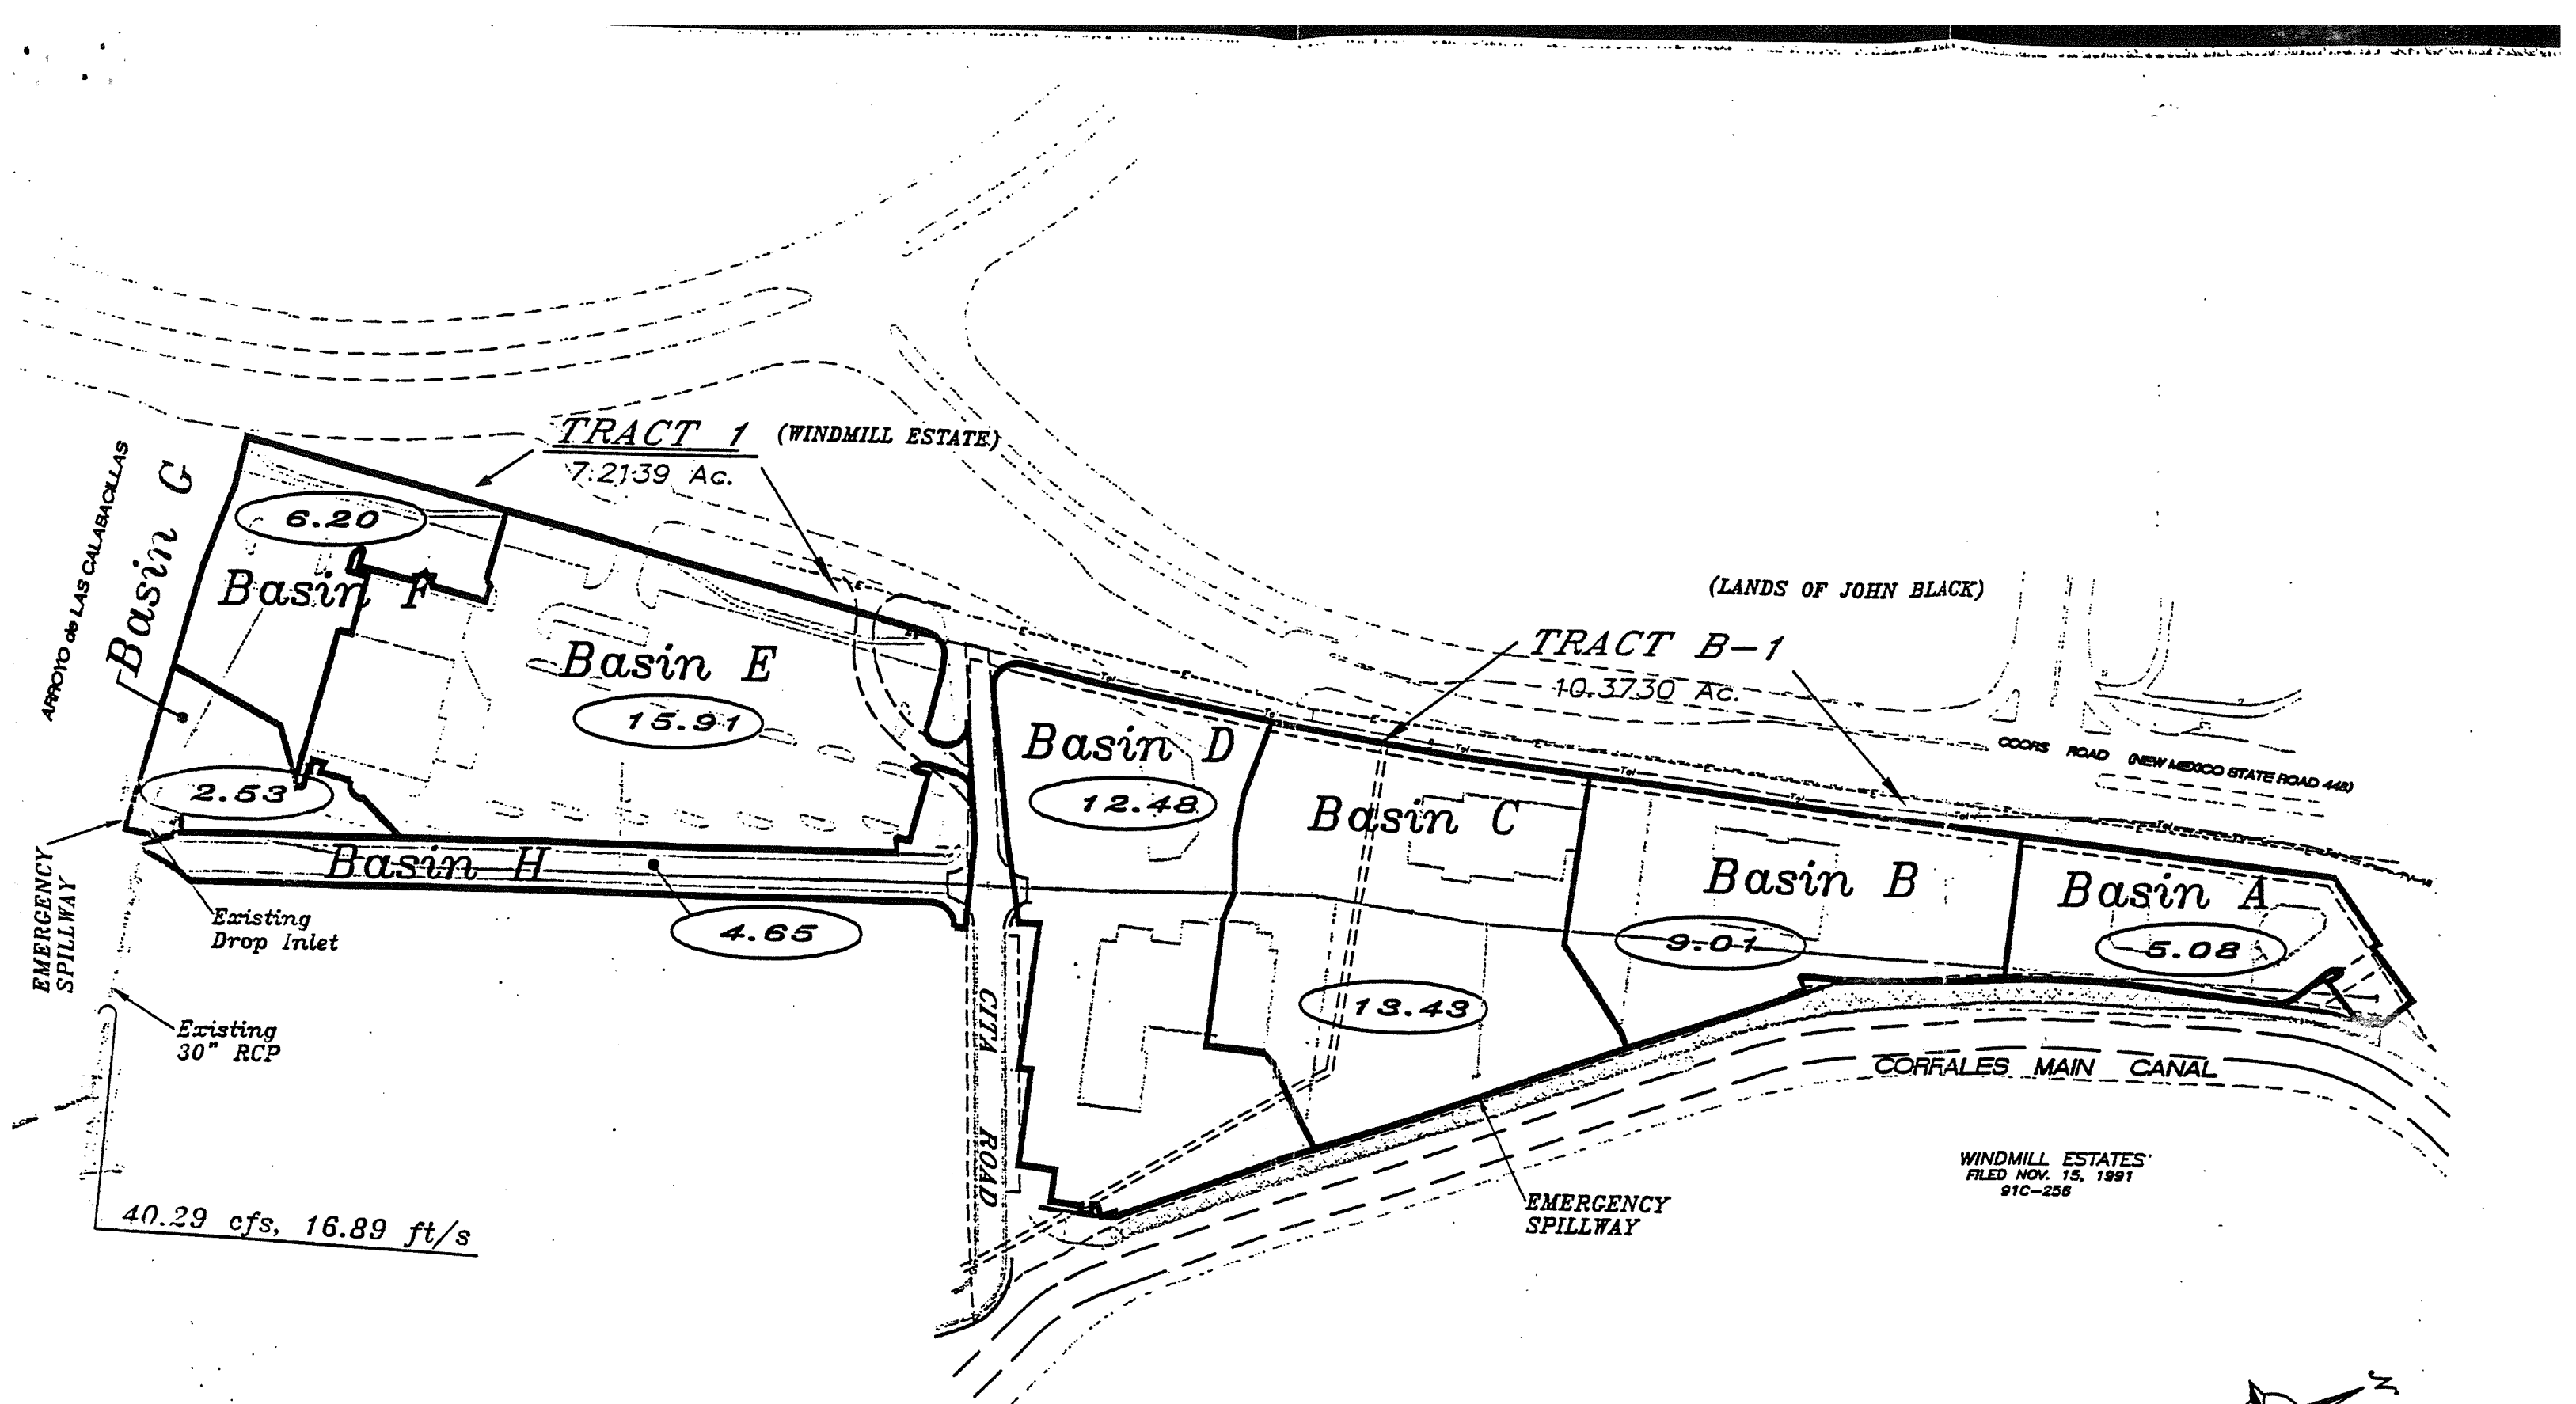 TRACT 1 (WINDMILL ESTATE)
7.2139 Ac.
ARROYO de LAS CALABACILLAS
Basin G
6.20
Basin F
Basin E
15.91
2.53
Basin H
4.65
EMERGENCY
SPILLWAY
Existing
Drop Inlet
Existing
30" RCP
40.29 cfs, 16.89 ft/s
(LANDS OF JOHN BLACK)
TRACT B-1
10.3730 Ac.
COORS ROAD (NEW MEXICO STATE ROAD 448)
Basin D
12.48
Basin C
13.43
Basin B
9.01
Basin A
5.08
CITA ROAD
CORRALES MAIN CANAL
EMERGENCY
SPILLWAY
WINDMILL ESTATES
FILED NOV. 15, 1991
91C-256
N